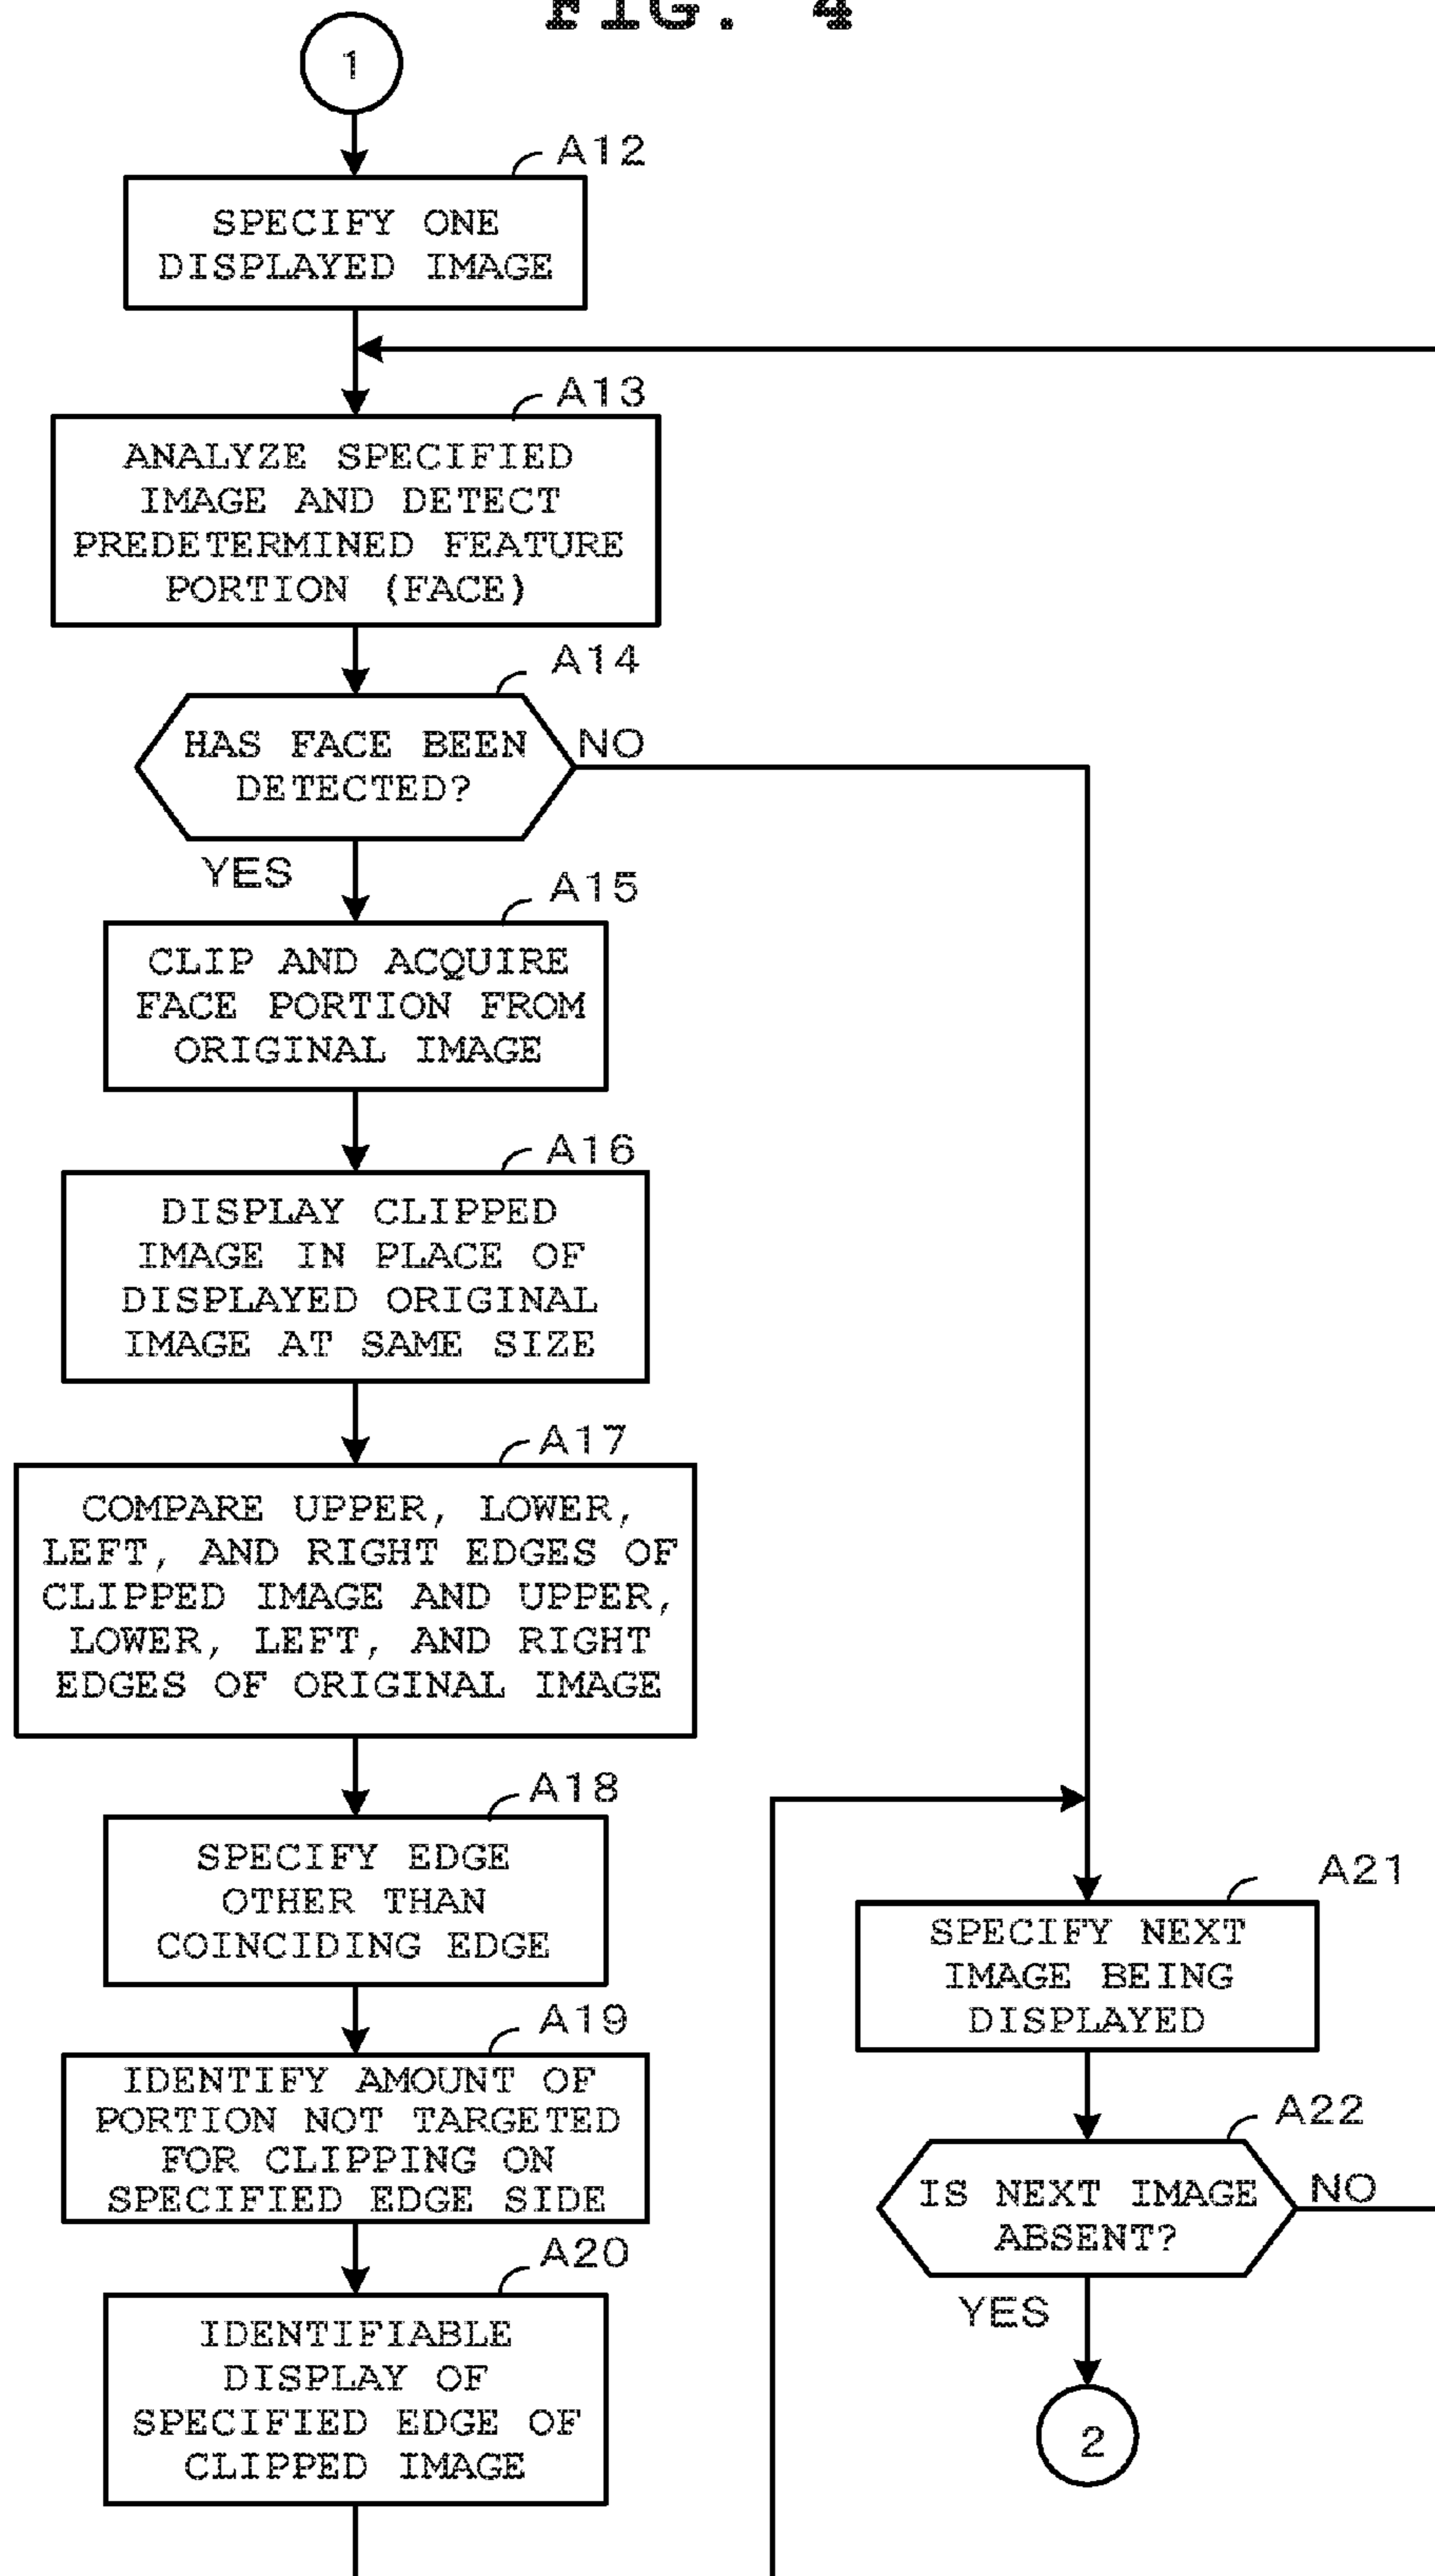 FIG. 4
1
A12
SPECIFY ONE
DISPLAYED IMAGE
A13
ANALYZE SPECIFIED
IMAGE AND DETECT
PREDETERMINED FEATURE
PORTION (FACE)
A14
HAS FACE BEEN
DETECTED?
NO
YES
A15
CLIP AND ACQUIRE
FACE PORTION FROM
ORIGINAL IMAGE
A16
DISPLAY CLIPPED
IMAGE IN PLACE OF
DISPLAYED ORIGINAL
IMAGE AT SAME SIZE
A17
COMPARE UPPER, LOWER,
LEFT, AND RIGHT EDGES OF
CLIPPED IMAGE AND UPPER,
LOWER, LEFT, AND RIGHT
EDGES OF ORIGINAL IMAGE
A18
SPECIFY EDGE
OTHER THAN
COINCIDING EDGE
A19
IDENTIFY AMOUNT OF
PORTION NOT TARGETED
FOR CLIPPING ON
SPECIFIED EDGE SIDE
A20
IDENTIFIABLE
DISPLAY OF
SPECIFIED EDGE OF
CLIPPED IMAGE
A21
SPECIFY NEXT
IMAGE BEING
DISPLAYED
A22
IS NEXT IMAGE
ABSENT?
NO
YES
2